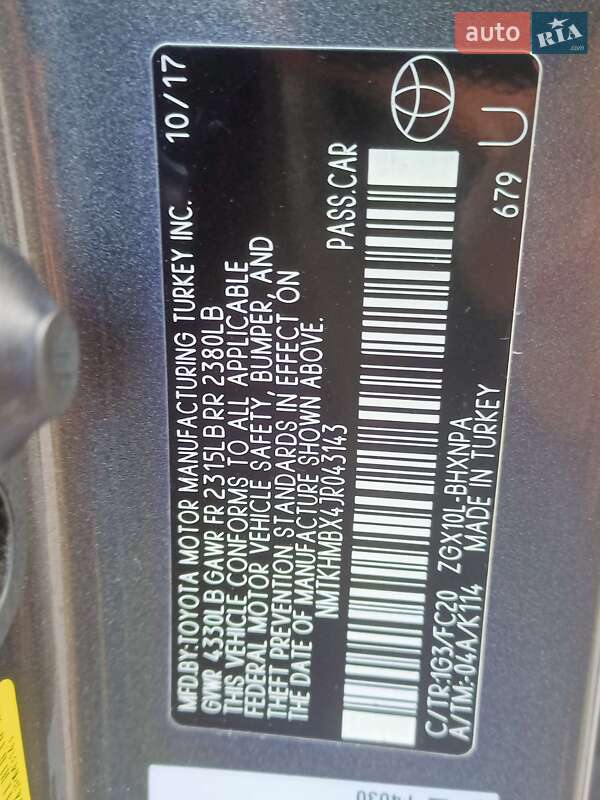 auto RIA .com
MFD.BY:TOYOTA MOTOR MANUFACTURING TURKEY INC. 10/17
GVWR 4330LB GAWR FR 2315LB RR 2380LB
THIS VEHICLE CONFORMS TO ALL APPLICABLE
FEDERAL MOTOR VEHICLE SAFETY, BUMPER, AND
THEFT PREVENTION STANDARDS IN EFFECT ON
THE DATE OF MANUFACTURE SHOWN ABOVE.
NMTKHMBX4JR043143 PASS.CAR
C/TR:1G3/FC20 ZGX10L-BHXNPA 679 U
A/TM:-04A/K114 MADE IN TURKEY
74030